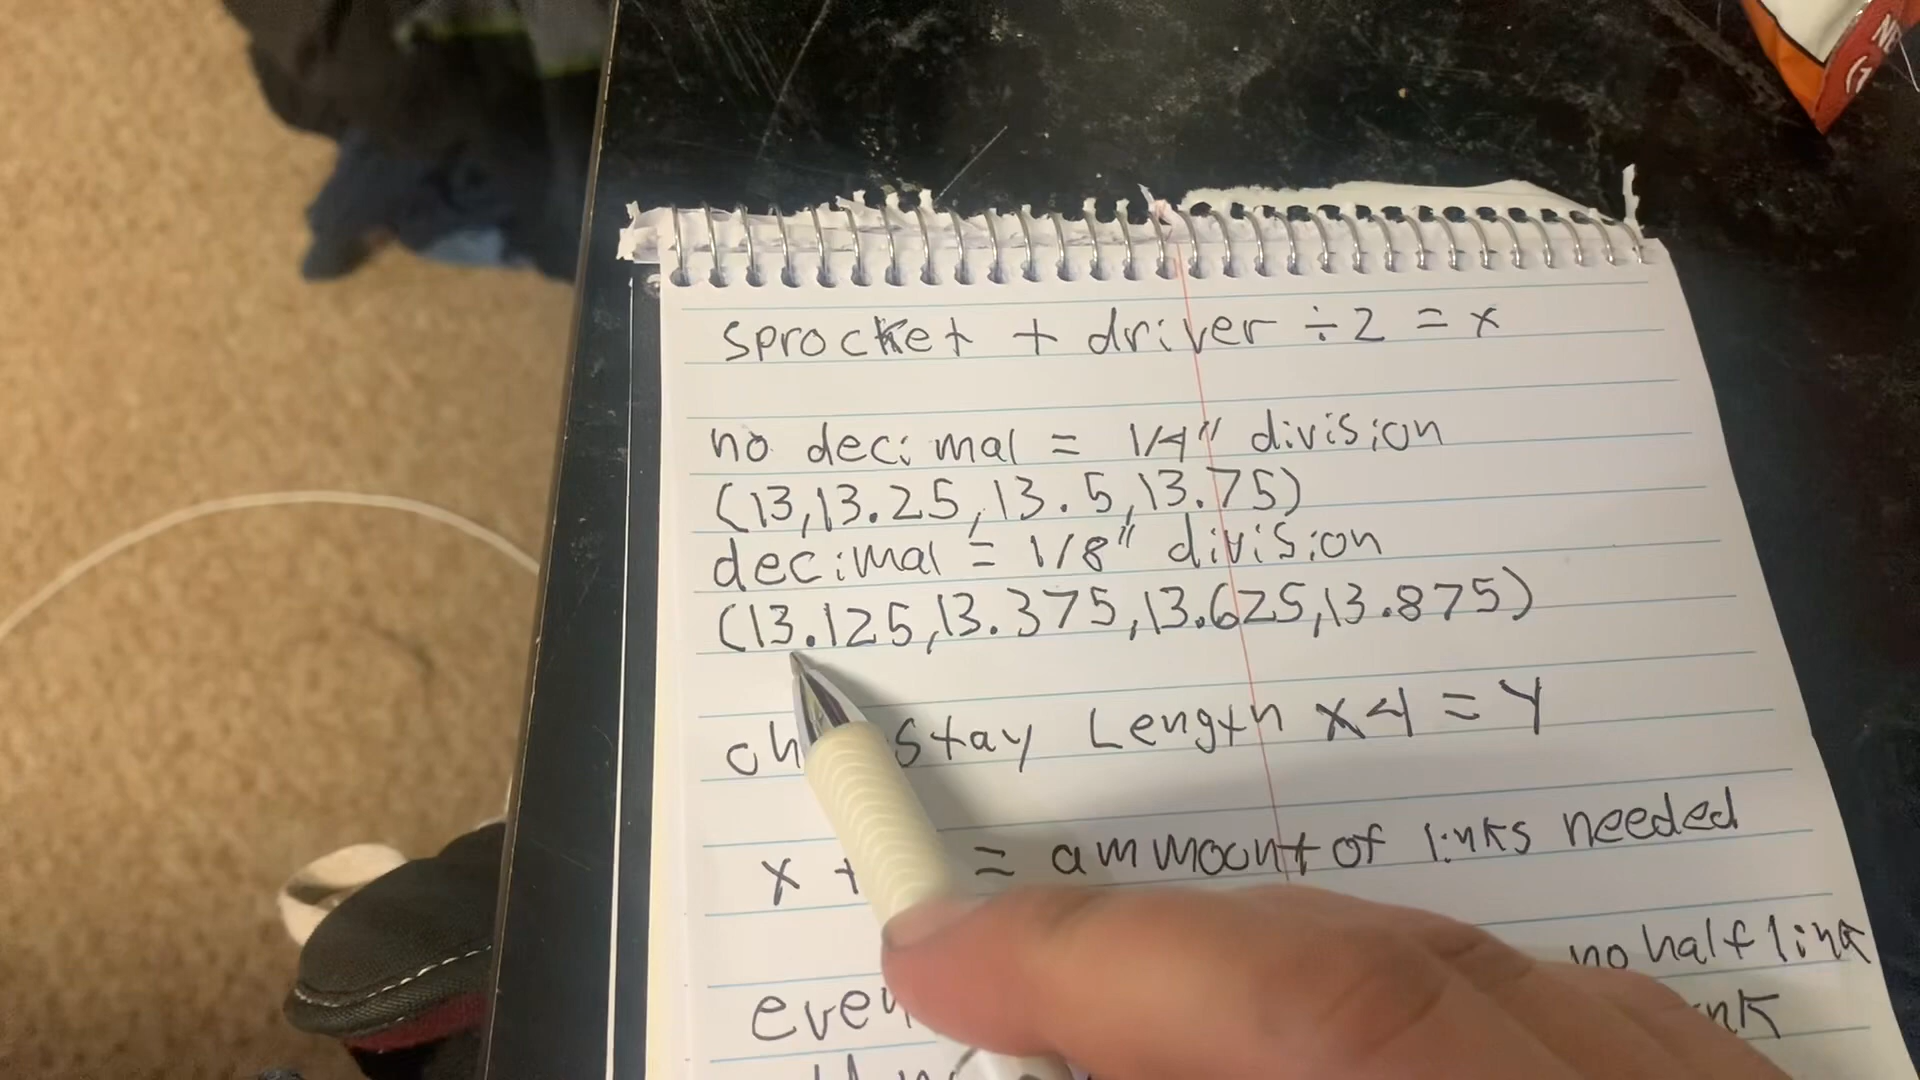 sprocket + driver ÷2 = x
no decimal = 1/4" division
(13,13.25,13.5,13.75)
decimal = 1/8" division
(13.125,13.375,13.625,13.875)
stay Length x4 = Y
x + = ammount of links needed
no half link
even